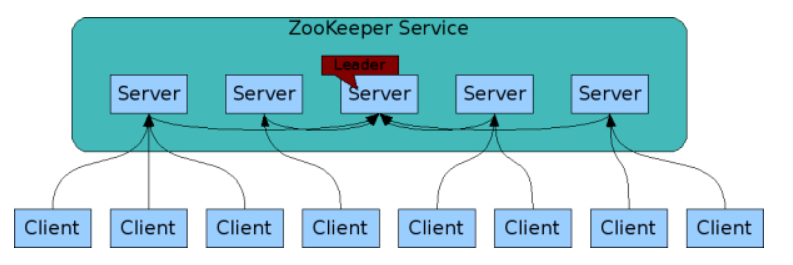 ZooKeeper Service
Leader
Server Server Server Server Server
Client Client Client Client Client Client Client Client